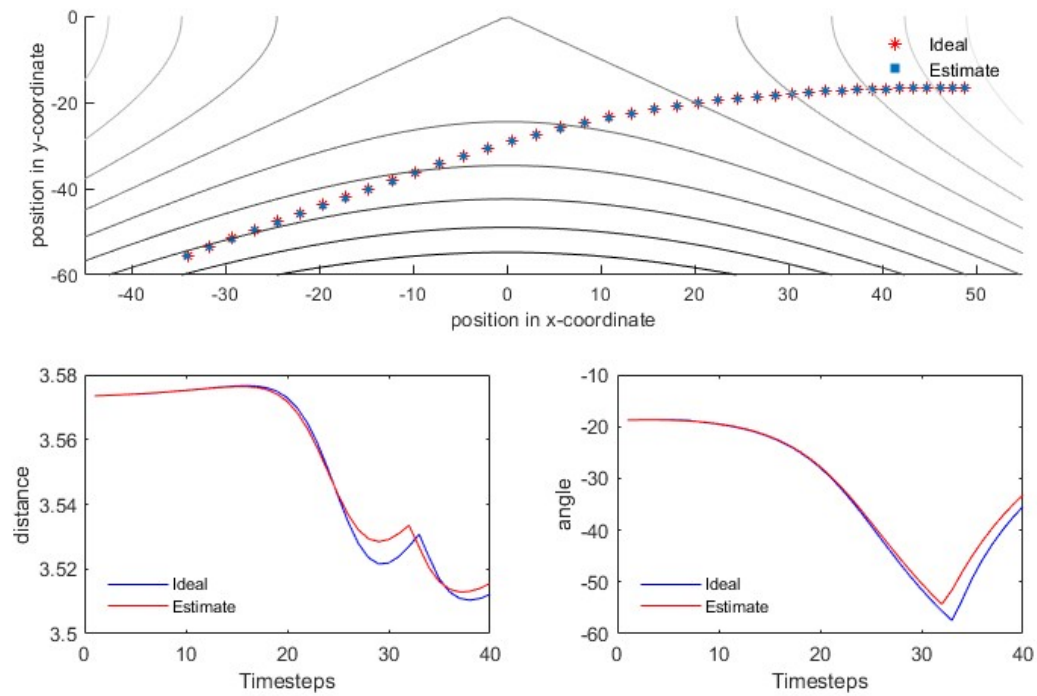 0
-20
-40
-60
position in y-coordinate
Ideal
Estimate
-40
-30
-20
-10
0
10
20
30
40
50
position in x-coordinate
3.58
3.56
3.54
3.52
3.5
distance
Ideal
Estimate
0
10
20
30
40
Timesteps
-10
-20
-30
-40
-50
-60
angle
Ideal
Estimate
0
10
20
30
40
Timesteps